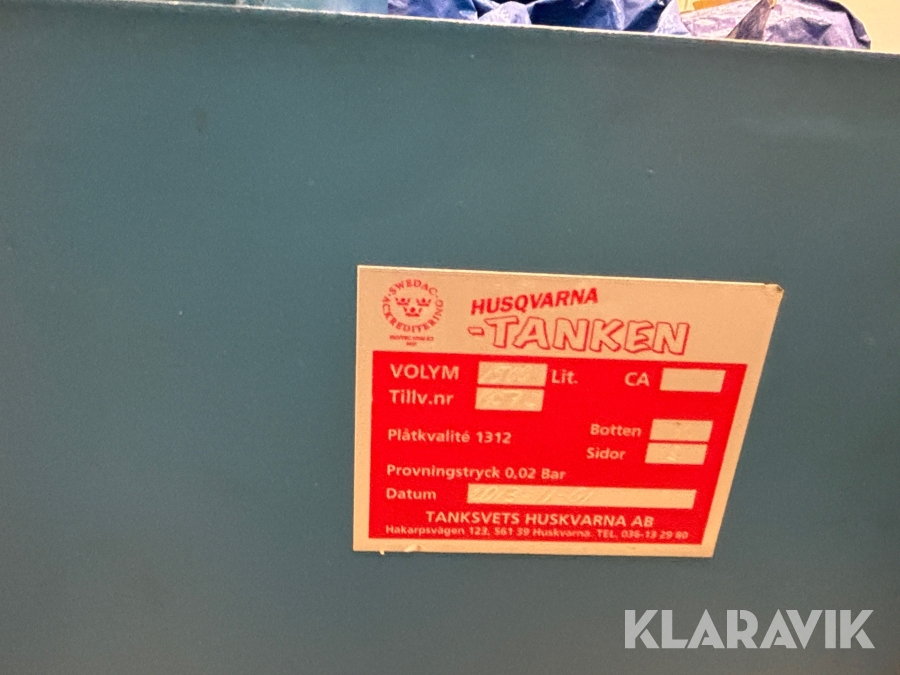 SWEDAC
ACKREDITERING
HUSQVARNA
-TANKEN
VOLYM Lit. CA
Tillv.nr
Plåtkvalité 1312
Botten
Sidor
Provningstryck 0,02 Bar
Datum
TANKSVETS HUSKVARNA AB
Hakarpsvägen 123, 561 39 Huskvarna. TEL. 036-13 29 80
KLARAVIK